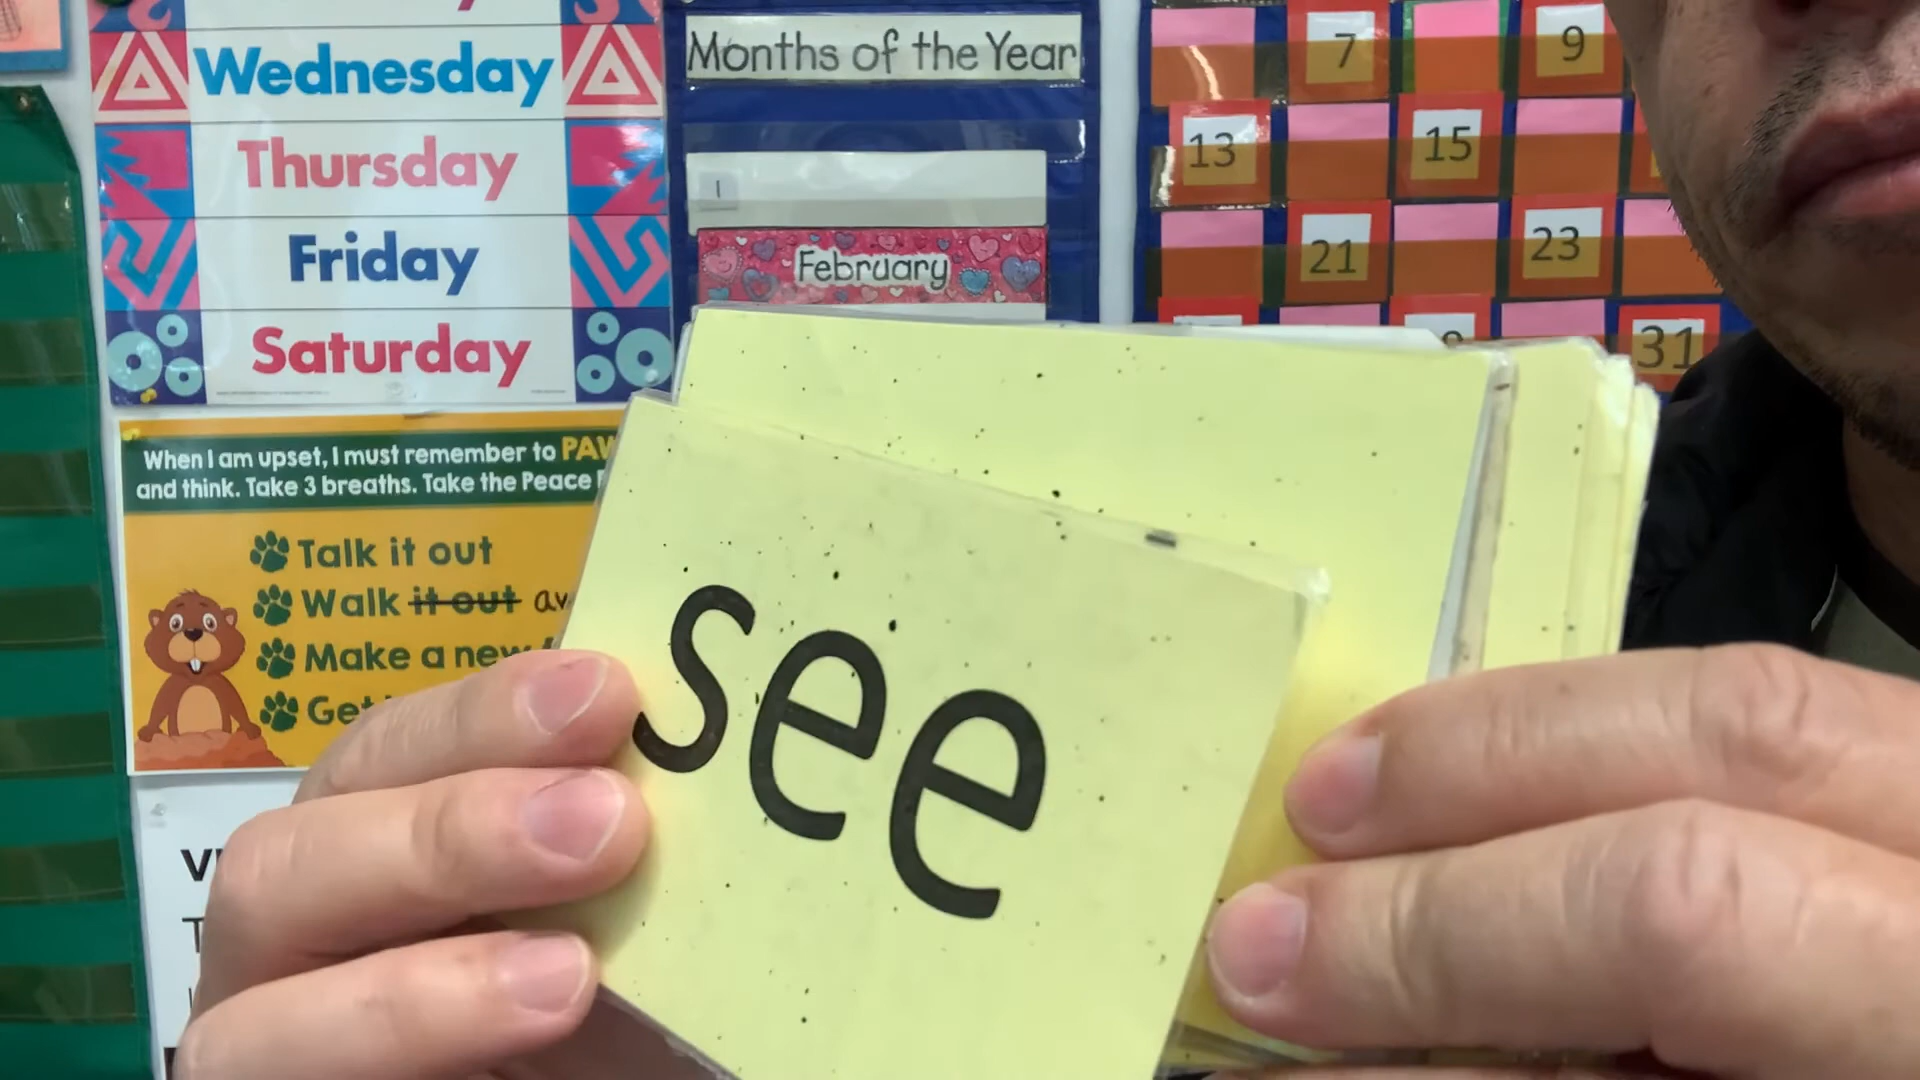 Wednesday
Thursday
Friday
Saturday
Months of the Year
1
February
7
9
13
15
21
23
31
When I am upset, I must remember to
and think. Take 3 breaths. Take the Peace
Talk it out
Walk it out
Make a new
see